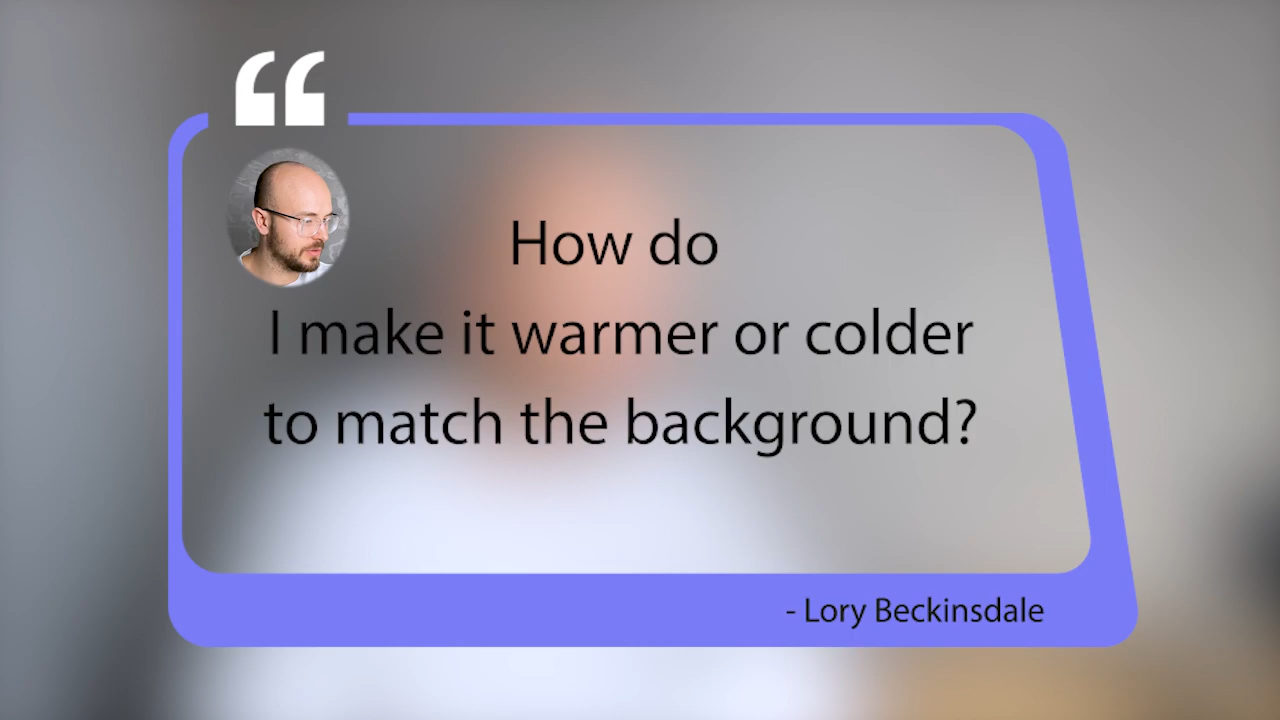 “
How do
I make it warmer or colder
to match the background?
- Lory Beckinsdale